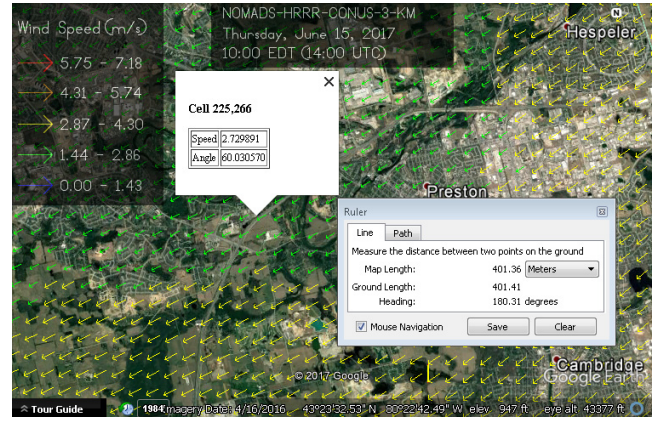 NOMADS-HRRR-CONUS-3-KM
Wind Speed (m/s)
Thursday, June 15, 2017
10:00 EDT (14:00 UTC)
N
Hespeler
5.75 - 7.18
4.31 - 5.74
2.87 - 4.30
1.44 - 2.86
0.00 - 1.43
Cell 225,266
Speed 2.729891
Angle 60.030570
Preston
Ruler
Line Path
Measure the distance between two points on the ground
Map Length: 401.36 Meters
Ground Length: 401.41
Heading: 180.31 degrees
Mouse Navigation Save Clear
Cambridge
© 2017 Google
Google Earth
Tour Guide 1984 Imagery Date: 4/16/2016 43°23'32.53" N 80°22'42.49" W elev 947 ft eye alt 43377 ft